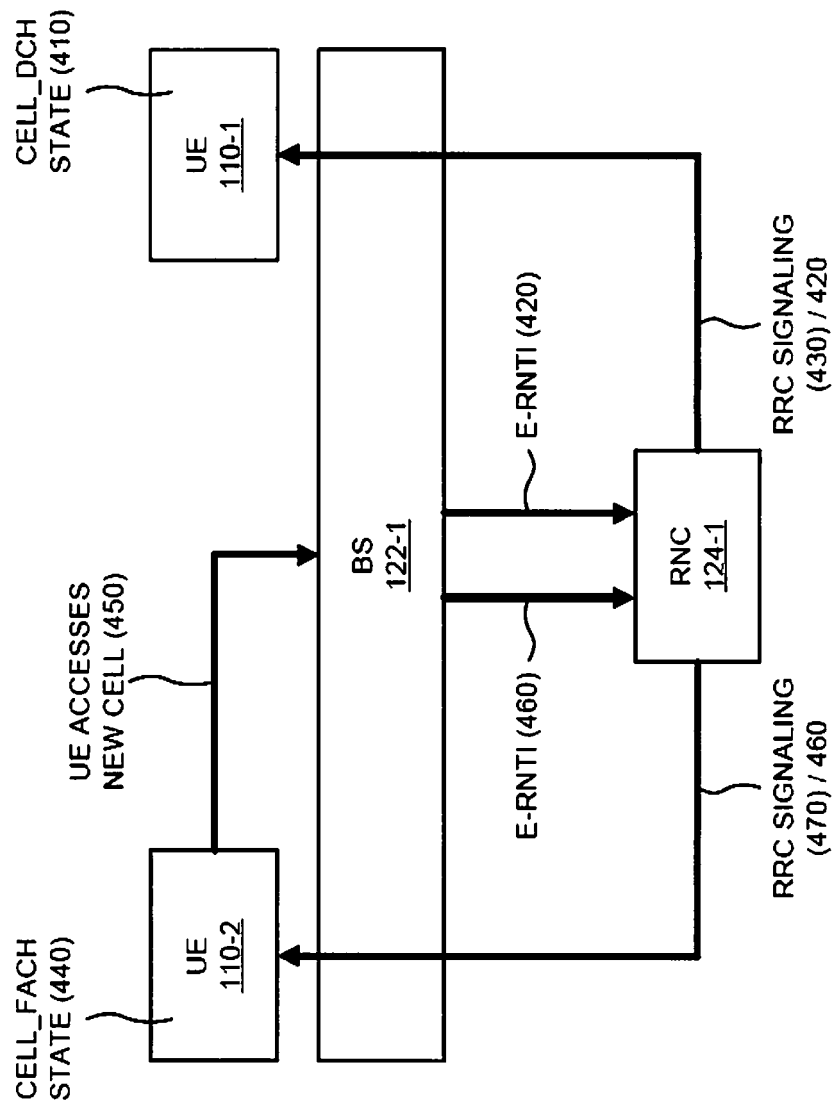 CELL_FACH
STATE (440)
UE
110-2
UE ACCESSES
NEW CELL (450)
CELL_DCH
STATE (410)
UE
110-1
BS
122-1
E-RNTI (460)
E-RNTI (420)
RNC
124-1
RRC SIGNALING
(470) / 460
RRC SIGNALING
(430) / 420